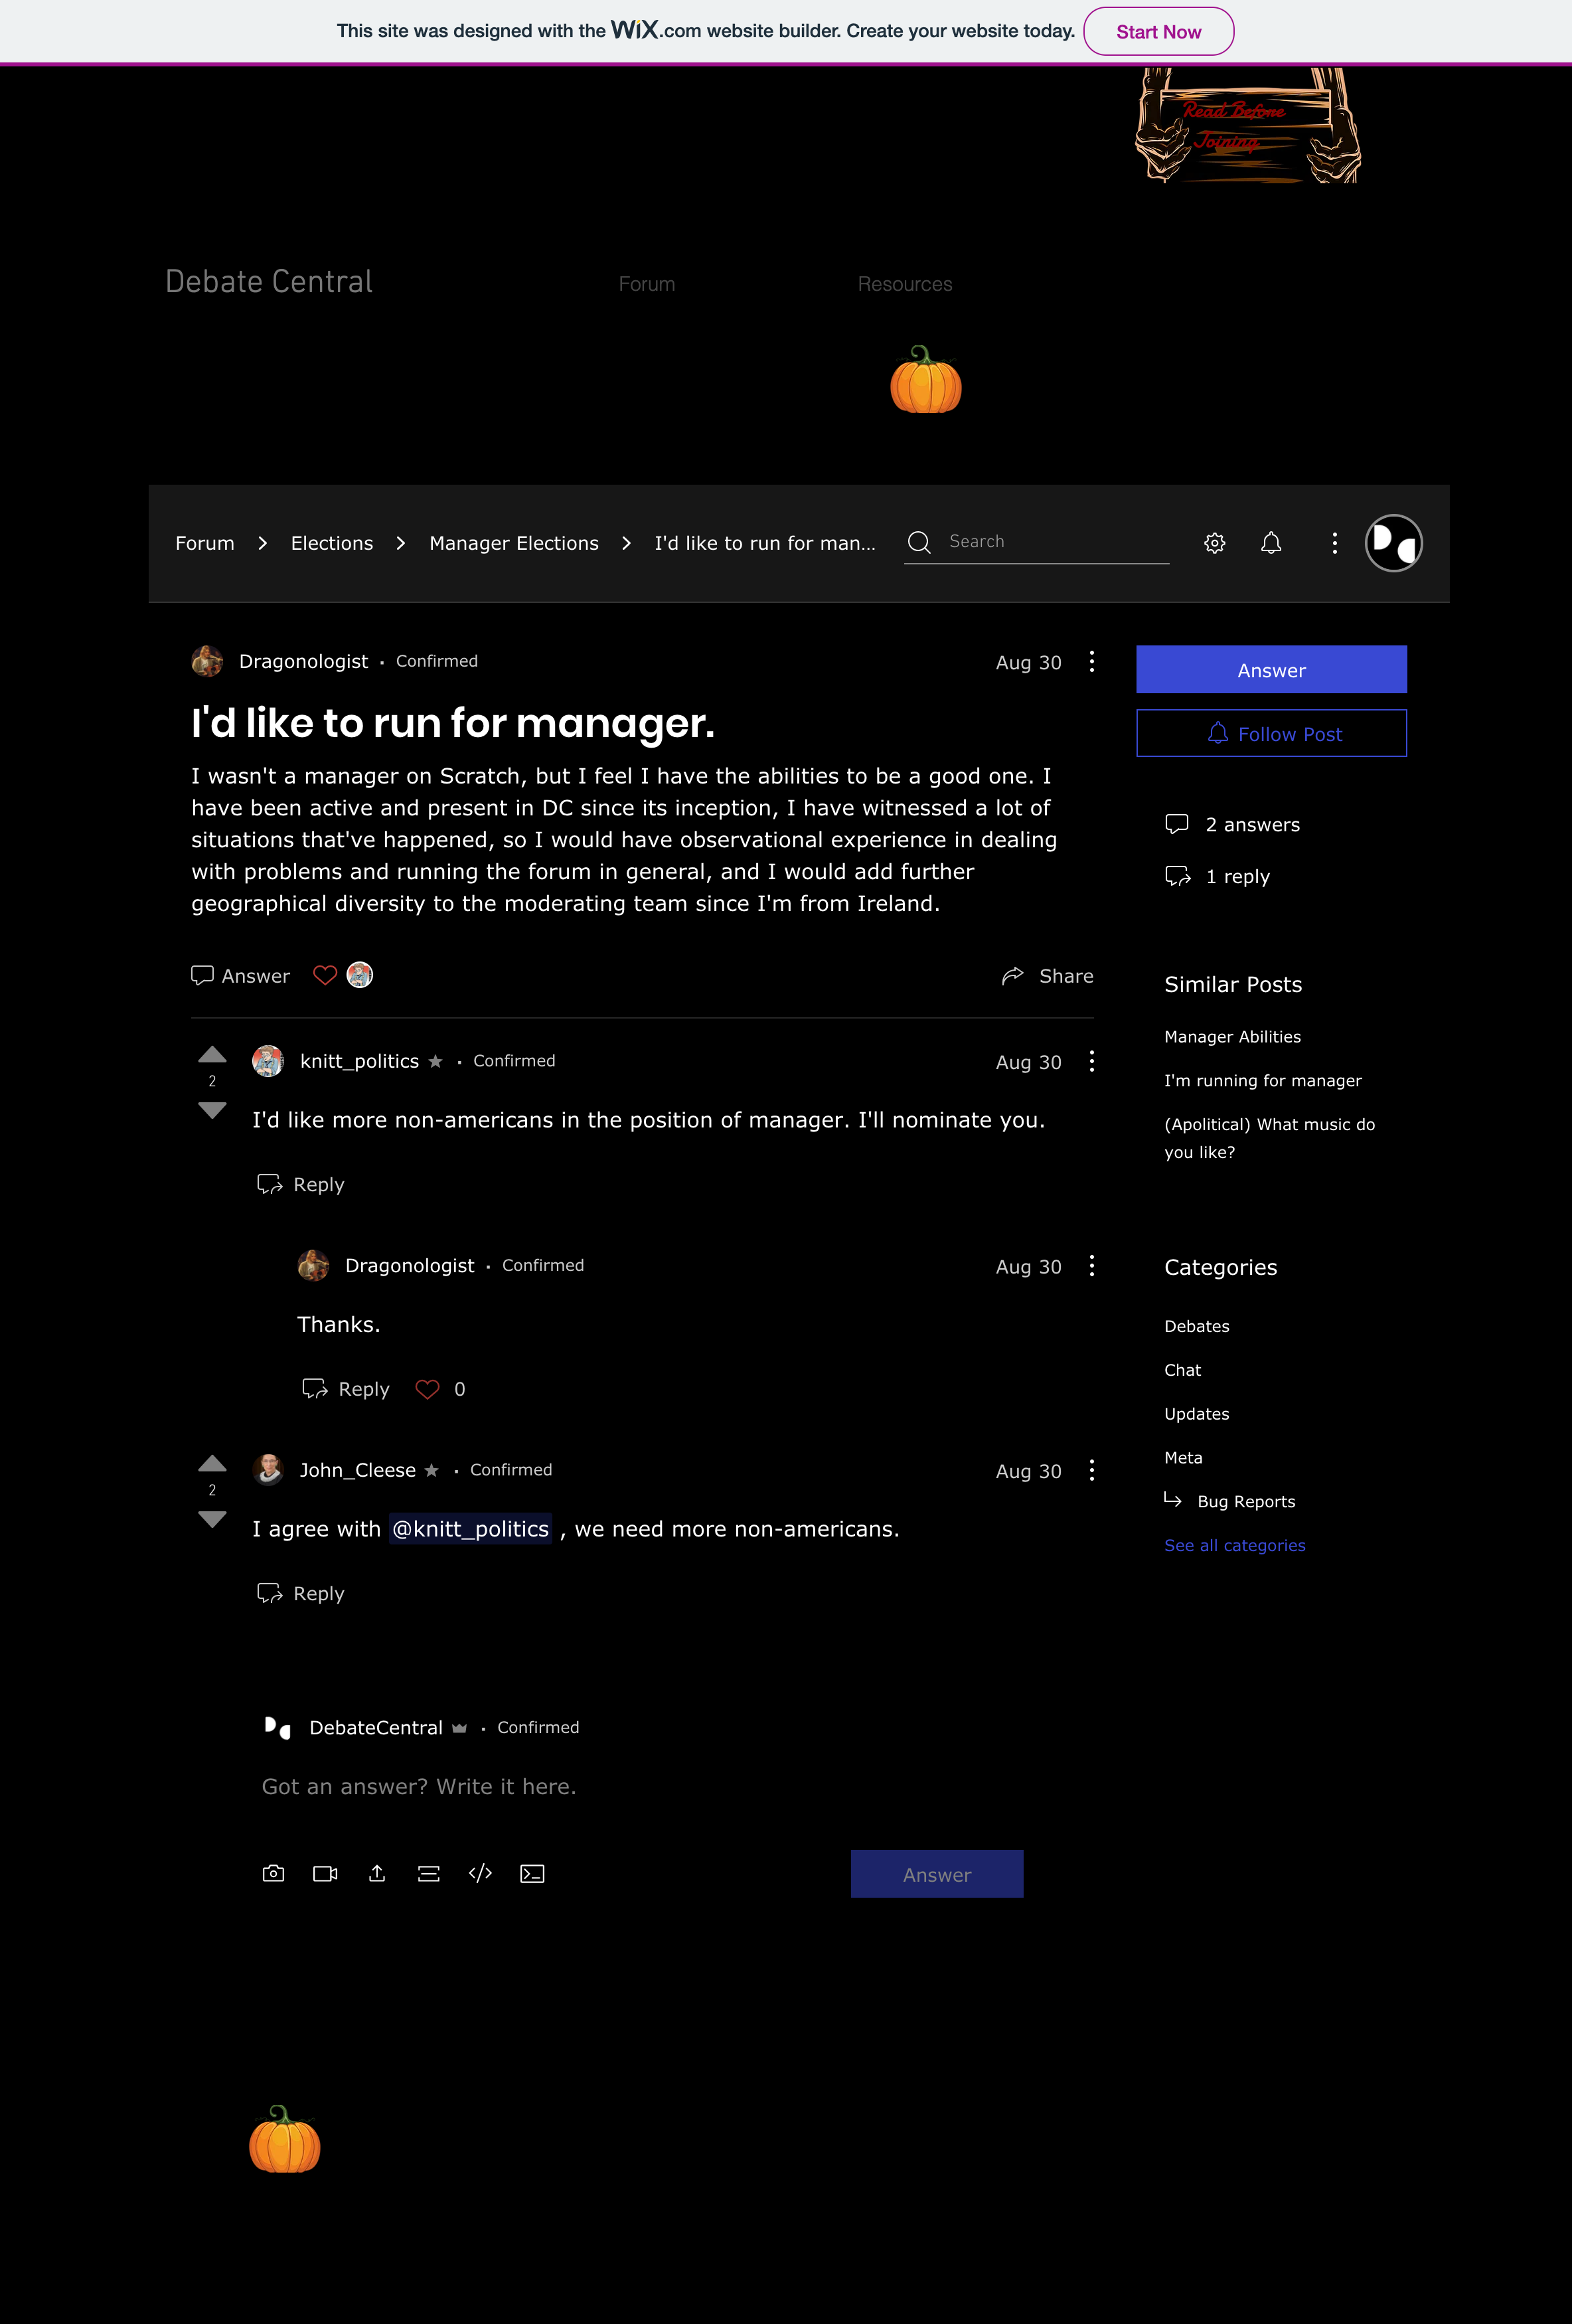 This site was designed with the WiX.com website builder. Create your website today.
Start Now
Read Before
Joining
Debate Central
Forum
Resources
Forum > Elections > Manager Elections > I'd like to run for man...
Search
Dragonologist · Confirmed
Aug 30
I'd like to run for manager.
I wasn't a manager on Scratch, but I feel I have the abilities to be a good one. I
have been active and present in DC since its inception, I have witnessed a lot of
situations that've happened, so I would have observational experience in dealing
with problems and running the forum in general, and I would add further
geographical diversity to the moderating team since I'm from Ireland.
Answer
Share
knitt_politics · Confirmed
Aug 30
2
I'd like more non-americans in the position of manager. I'll nominate you.
Reply
Dragonologist · Confirmed
Aug 30
Thanks.
Reply
0
John_Cleese · Confirmed
Aug 30
2
I agree with @knitt_politics , we need more non-americans.
Reply
DebateCentral · Confirmed
Got an answer? Write it here.
Answer
Answer
Follow Post
2 answers
1 reply
Similar Posts
Manager Abilities
I'm running for manager
(Apolitical) What music do
you like?
Categories
Debates
Chat
Updates
Meta
Bug Reports
See all categories